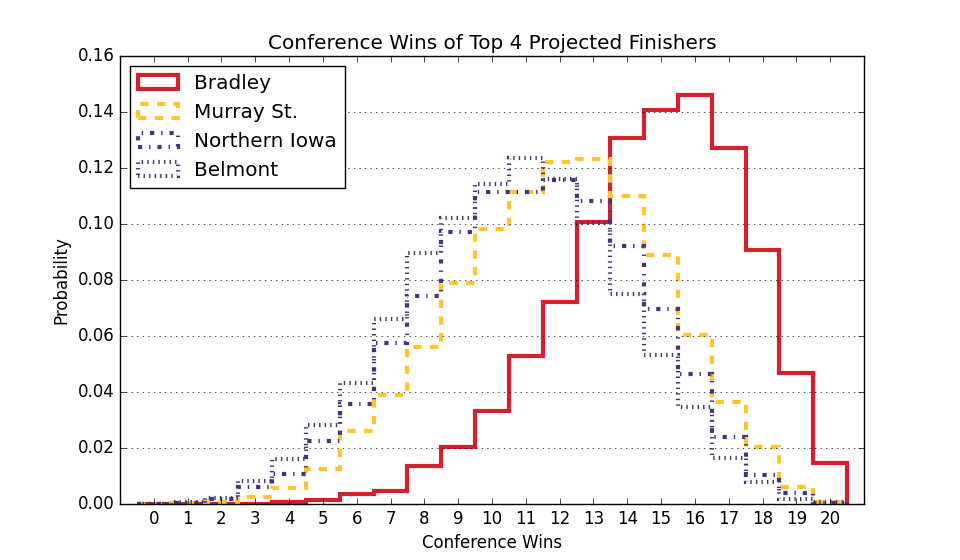 Conference Wins of Top 4 Projected Finishers
0.16
0.14
0.12
0.10
0.08
0.06
0.04
0.02
0.00
Probability
Bradley
Murray St.
Northern Iowa
Belmont
0 1 2 3 4 5 6 7 8 9 10 11 12 13 14 15 16 17 18 19 20
Conference Wins